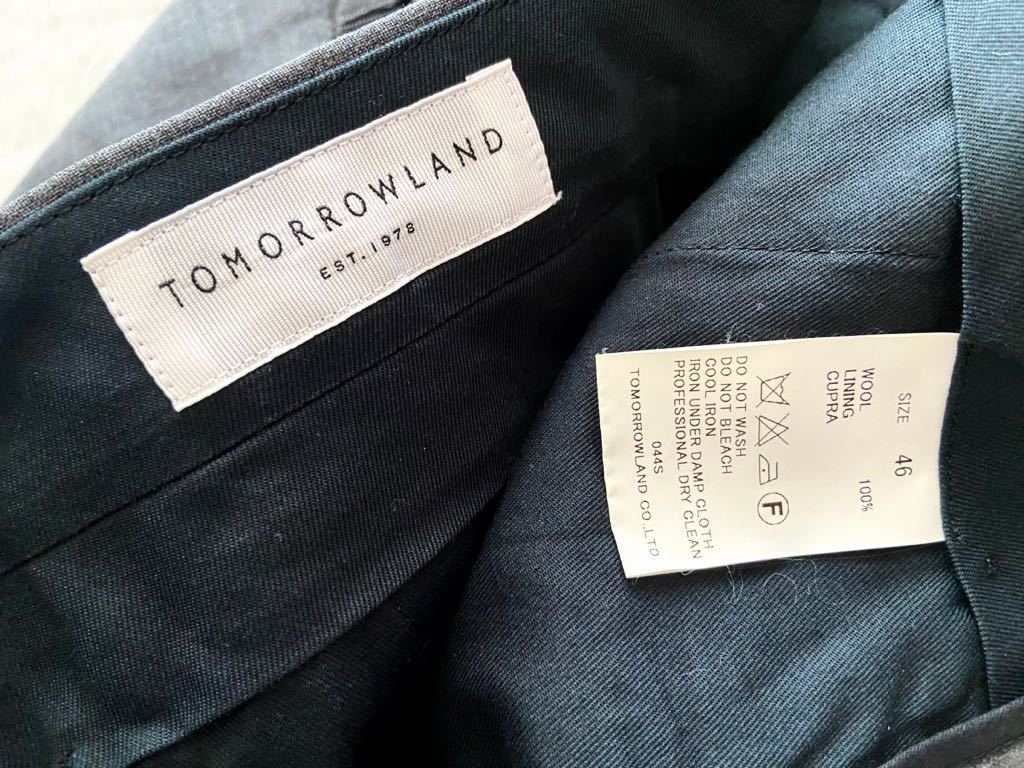 TOMORROWLAND
EST. 1978
SIZE 46
WOOL 100%
LINING
CUPRA
F
DO NOT WASH
DO NOT BLEACH
COOL IRON
IRON UNDER DAMP CLOTH
PROFESSIONAL DRY CLEAN
044S
TOMORROWLAND CO.,LTD.